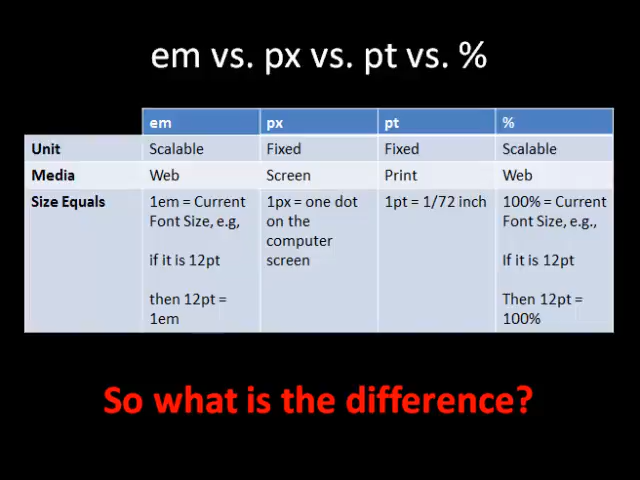 em vs. px vs. pt vs. %
em px pt %
Unit Scalable Fixed Fixed Scalable
Media Web Screen Print Web
Size Equals 1em = Current 1px = one dot 1pt = 1/72 inch 100% = Current
Font Size, e.g, on the Font Size, e.g.,
computer
if it is 12pt screen If it is 12pt
then 12pt = Then 12pt =
1em 100%
So what is the difference?